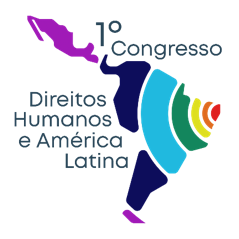 1º
Congresso
Direitos
Humanos
e América
Latina